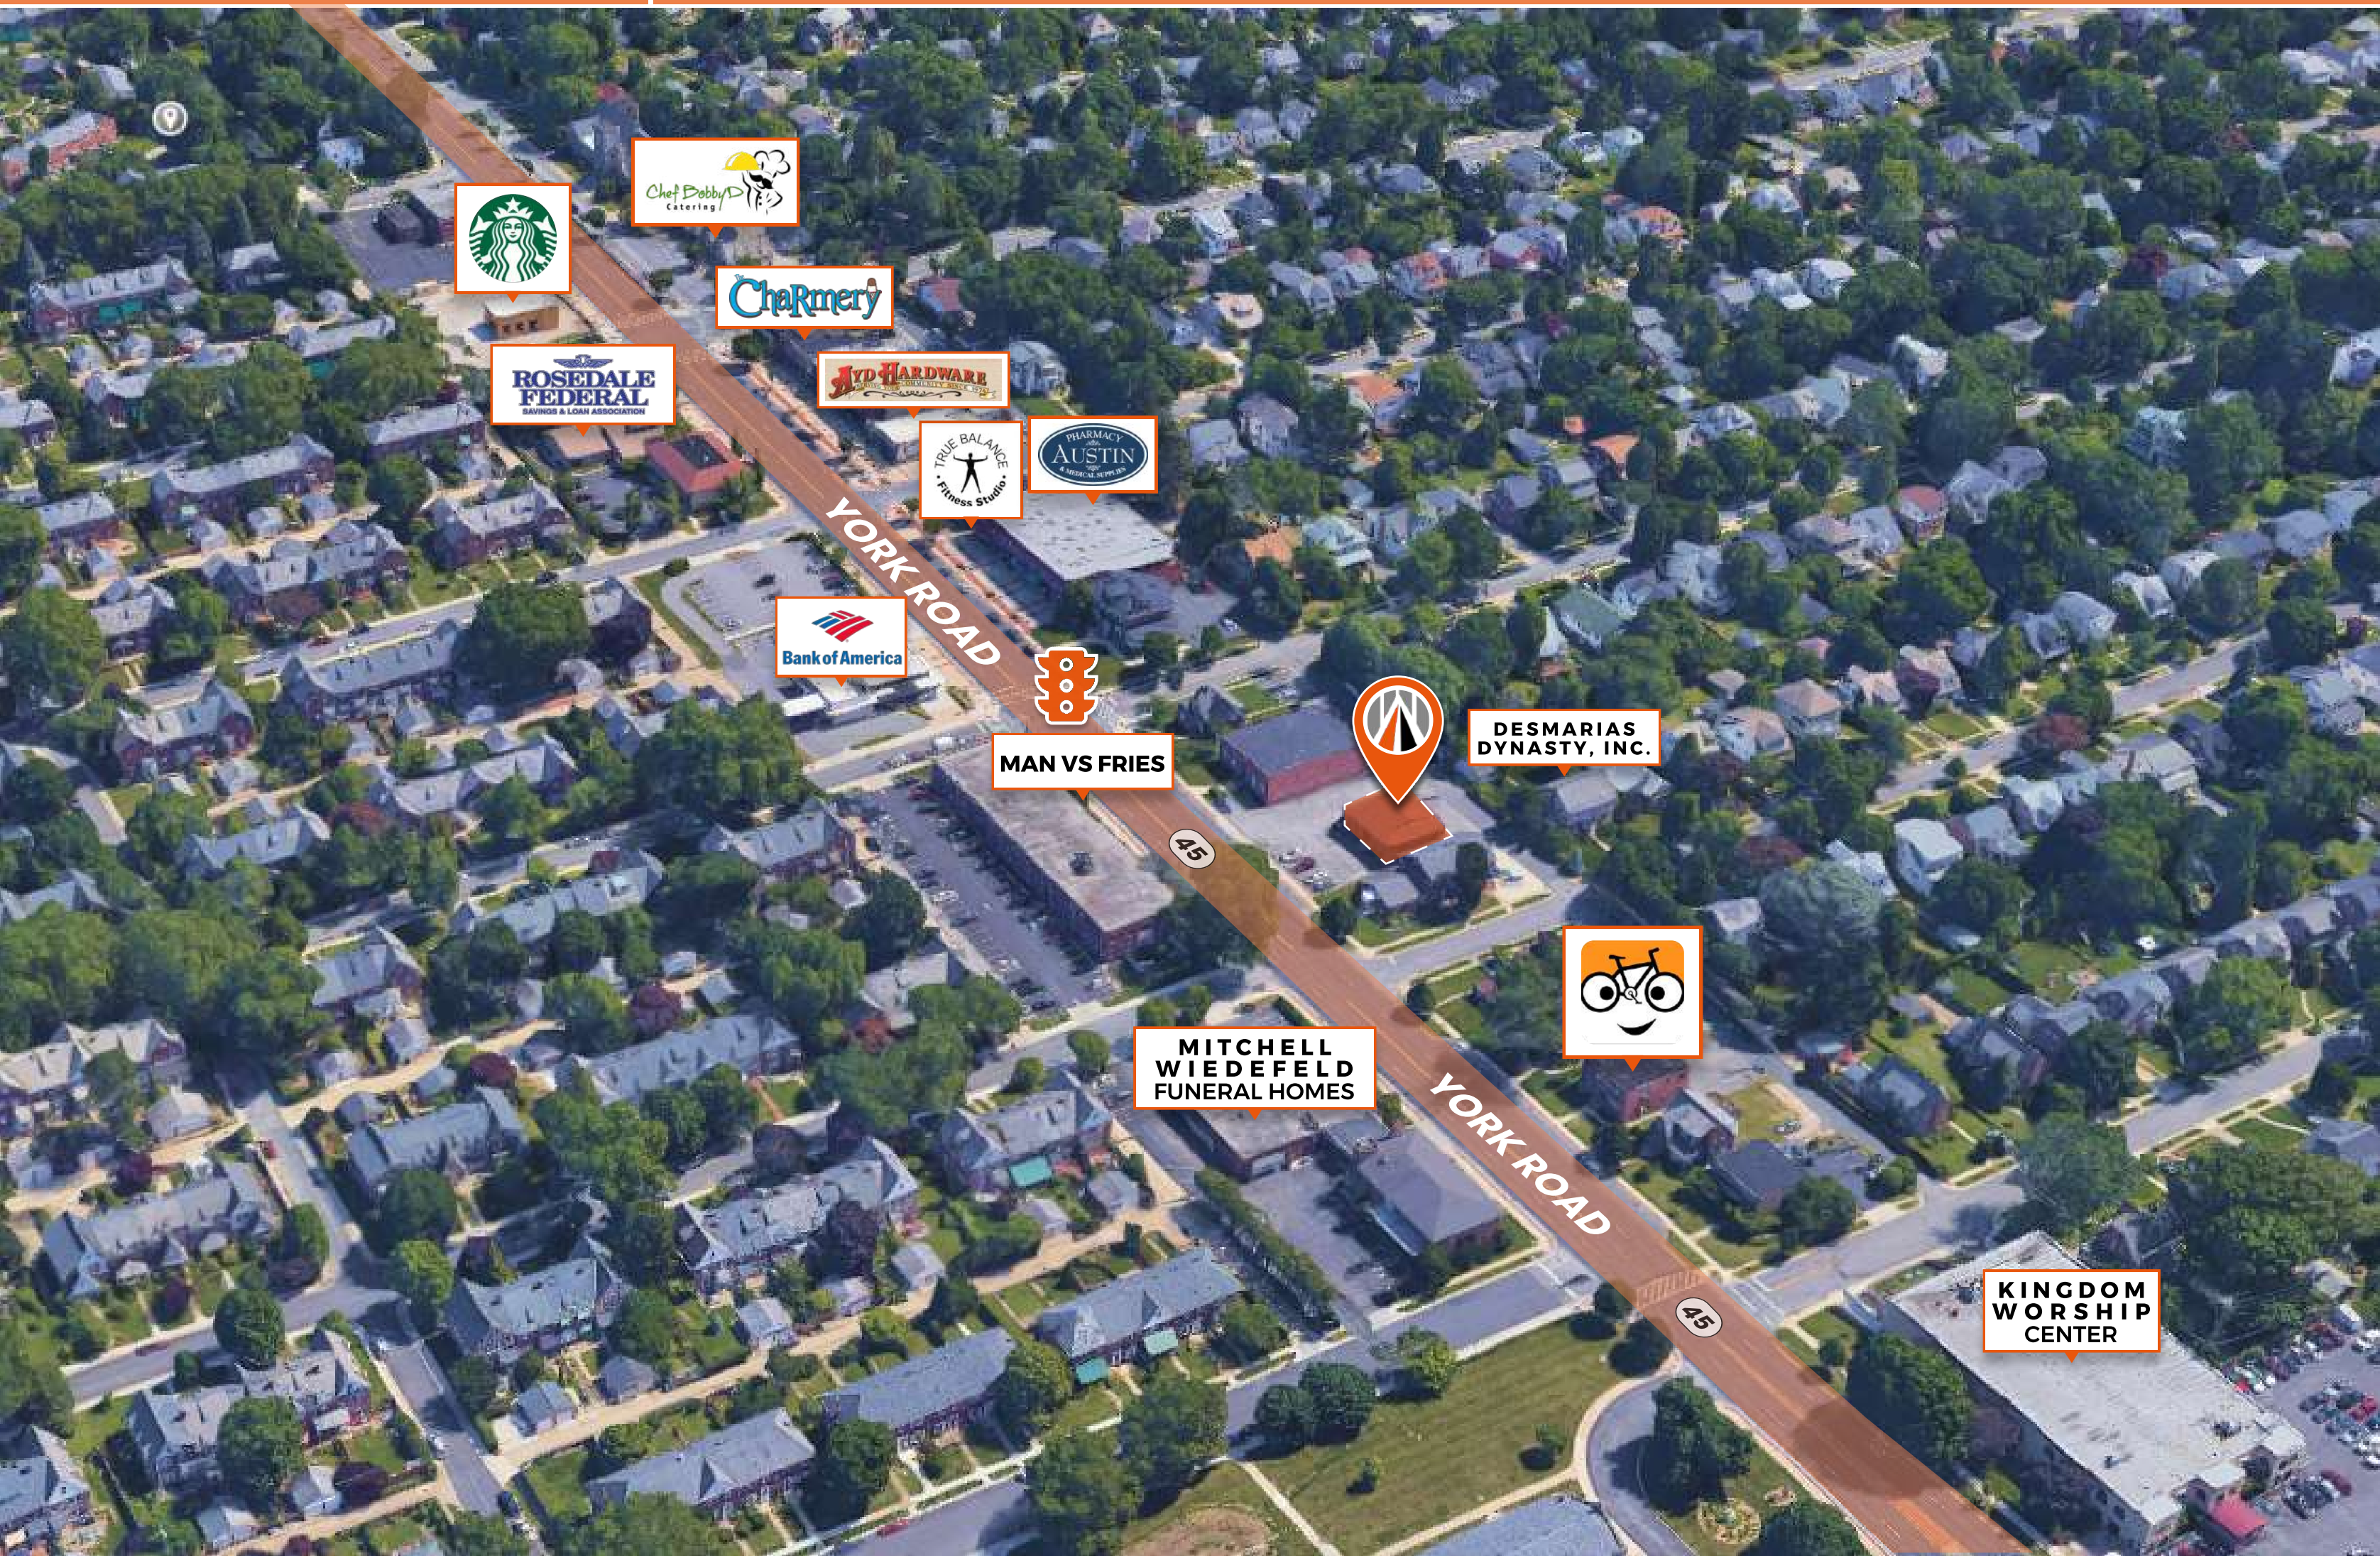 Chef BobbyD
Catering
ChaRmery
ROSEDALE
FEDERAL
SAVINGS & LOAN ASSOCIATION
AYD HARDWARE
TRUE BALANCE
Fitness Studio
PHARMACY
AUSTIN
& MEDICAL SUPPLIES
YORK ROAD
Bank of America
MAN VS FRIES
DESMARIAS
DYNASTY, INC.
45
MITCHELL
WIEDEFELD
FUNERAL HOMES
YORK ROAD
KINGDOM
WORSHIP
CENTER
45